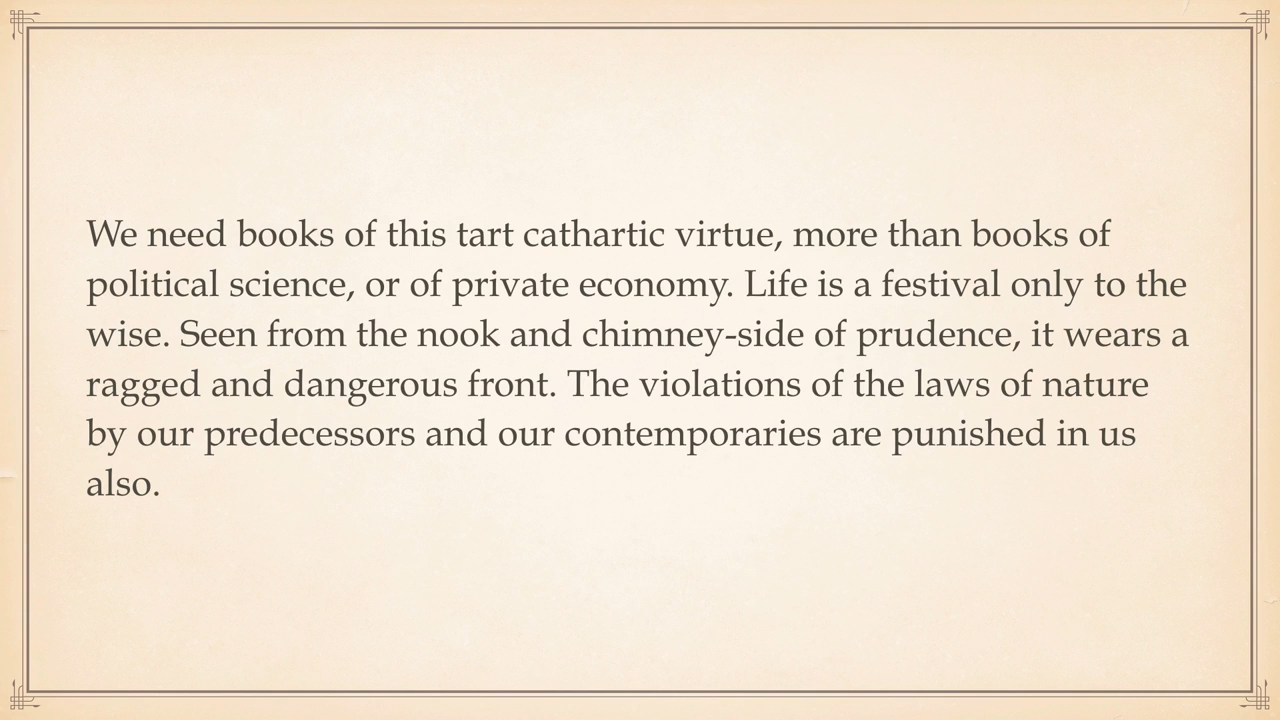 We need books of this tart cathartic virtue, more than books of
political science, or of private economy. Life is a festival only to the
wise. Seen from the nook and chimney-side of prudence, it wears a
ragged and dangerous front. The violations of the laws of nature
by our predecessors and our contemporaries are punished in us
also.